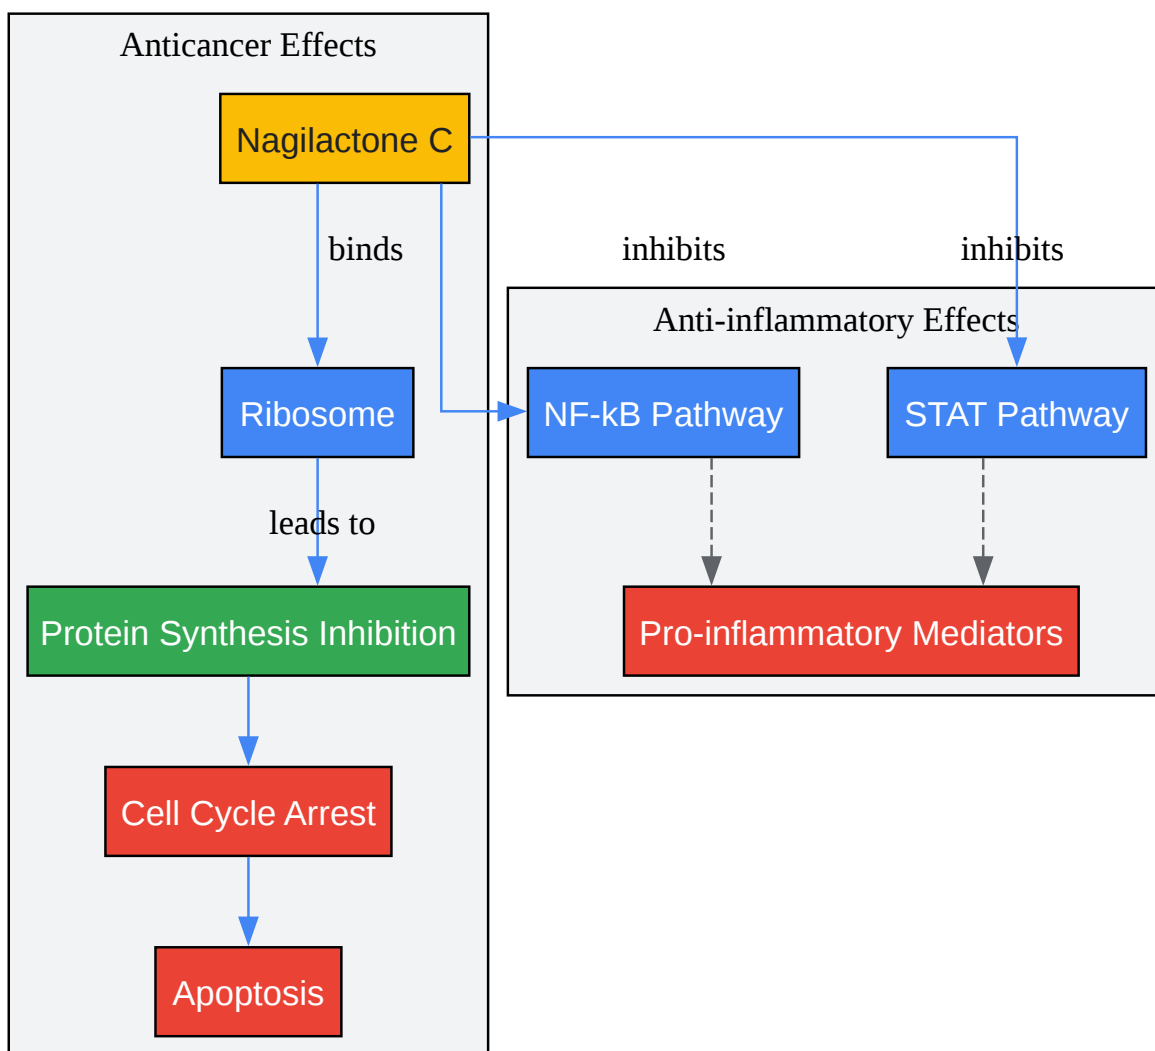 Anticancer Effects
Nagilactone C
binds
inhibits
inhibits
Anti-inflammatory Effects
Ribosome
NF-kB Pathway
STAT Pathway
leads to
Protein Synthesis Inhibition
Pro-inflammatory Mediators
Cell Cycle Arrest
Apoptosis